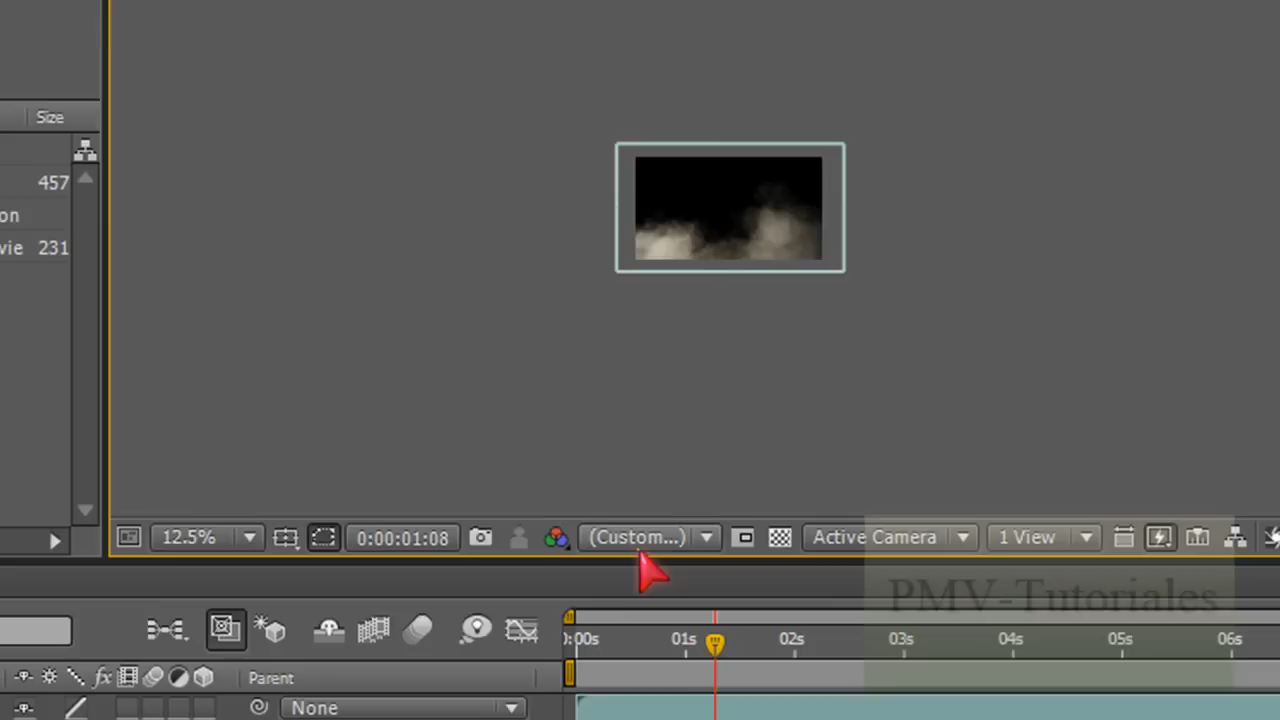 Size
457
on
vie 231
12.5%
0:00:01:08
(Custom...)
Active Camera
1 View
PMV-Tutoriales
0:00s 01s 02s 03s 04s 05s 06s
fx
Parent
None